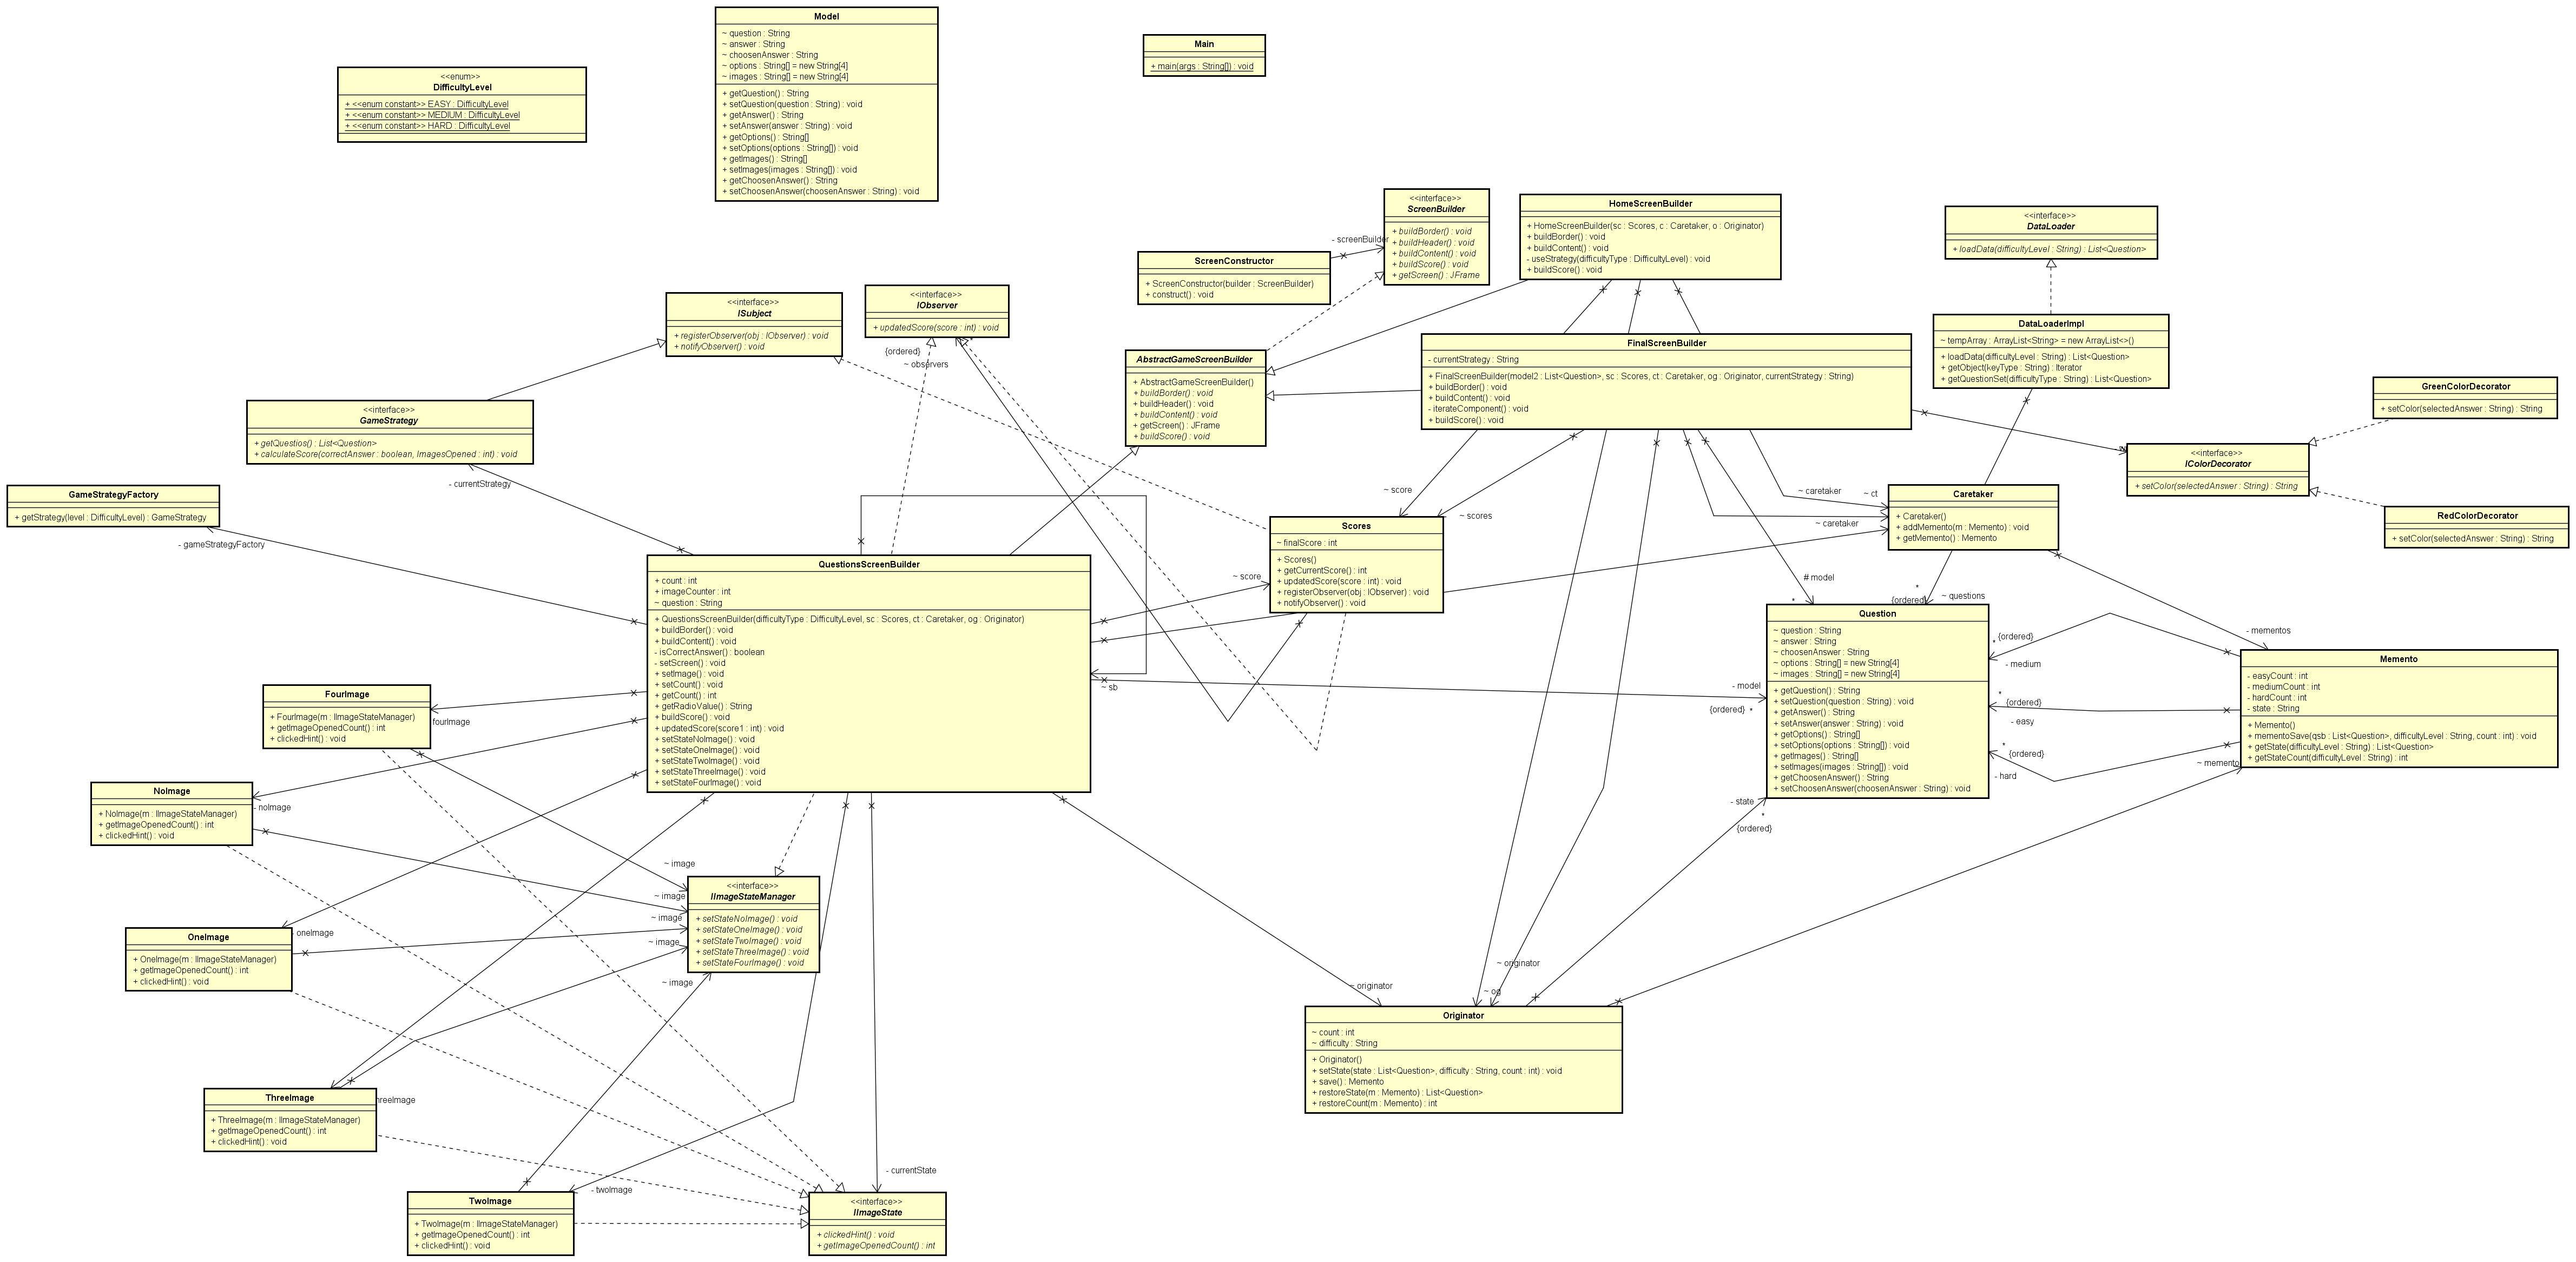 Model
~ question : String
~ answer : String
~ choosenAnswer : String
~ options : String[] = new String[4]
~ images : String[] = new String[4]
+ getQuestion() : String
+ setQuestion(question : String) : void
+ getAnswer() : String
+ setAnswer(answer : String) : void
+ getOptions() : String[]
+ setOptions(options : String[]) : void
+ getImages() : String[]
+ setImages(images : String[]) : void
+ getChoosenAnswer() : String
+ setChoosenAnswer(choosenAnswer : String) : void
Main
+ main(args : String[]) : void
<<enum>>
DifficultyLevel
+ <<enum constant>> EASY : DifficultyLevel
+ <<enum constant>> MEDIUM : DifficultyLevel
+ <<enum constant>> HARD : DifficultyLevel
<<interface>>
ScreenBuilder
+ buildBorder() : void
+ buildHeader() : void
+ buildContent() : void
+ buildScore() : void
+ getScreen() : JFrame
- screenBuilder
ScreenConstructor
+ ScreenConstructor(builder : ScreenBuilder)
+ construct() : void
HomeScreenBuilder
+ HomeScreenBuilder(sc : Scores, c : Caretaker, o : Originator)
+ buildBorder() : void
+ buildContent() : void
- useStrategy(difficultyType : DifficultyLevel) : void
+ buildScore() : void
<<interface>>
DataLoader
+ loadData(difficultyLevel : String) : List<Question>
<<interface>>
ISubject
+ registerObserver(obj : IObserver) : void
+ notifyObserver() : void
<<interface>>
IObserver
+ updatedScore(score : int) : void
{ordered}
*
~ observers
AbstractGameScreenBuilder
+ AbstractGameScreenBuilder()
+ buildBorder() : void
+ buildHeader() : void
+ buildContent() : void
+ getScreen() : JFrame
+ buildScore() : void
FinalScreenBuilder
- currentStrategy : String
+ FinalScreenBuilder(model2 : List<Question>, sc : Scores, ct : Caretaker, og : Originator, currentStrategy : String)
+ buildBorder() : void
+ buildContent() : void
- iterateComponent() : void
+ buildScore() : void
DataLoaderImpl
~ tempArray : ArrayList<String> = new ArrayList<>()
+ loadData(difficultyLevel : String) : List<Question>
+ getObject(keyType : String) : Iterator
+ getQuestionSet(difficultyType : String) : List<Question>
GreenColorDecorator
+ setColor(selectedAnswer : String) : String
<<interface>>
IColorDecorator
+ setColor(selectedAnswer : String) : String
RedColorDecorator
+ setColor(selectedAnswer : String) : String
<<interface>>
GameStrategy
+ getQuestios() : List<Question>
+ calculateScore(correctAnswer : boolean, ImagesOpened : int) : void
- currentStrategy
GameStrategyFactory
+ getStrategy(level : DifficultyLevel) : GameStrategy
- gameStrategyFactory
~ score
~ scores
~ caretaker
~ ct
~ caretaker
Caretaker
+ Caretaker()
+ addMemento(m : Memento) : void
+ getMemento() : Memento
Scores
~ finalScore : int
+ Scores()
+ getCurrentScore() : int
+ updatedScore(score : int) : void
+ registerObserver(obj : IObserver) : void
+ notifyObserver() : void
~ score
QuestionsScreenBuilder
+ count : int
+ imageCounter : int
~ question : String
+ QuestionsScreenBuilder(difficultyType : DifficultyLevel, sc : Scores, ct : Caretaker, og : Originator)
+ buildBorder() : void
+ buildContent() : void
- isCorrectAnswer() : boolean
- setScreen() : void
+ setImage() : void
+ setCount() : void
+ getCount() : int
+ getRadioValue() : String
+ buildScore() : void
+ updatedScore(score1 : int) : void
+ setStateNoImage() : void
+ setStateOneImage() : void
+ setStateTwoImage() : void
+ setStateThreeImage() : void
+ setStateFourImage() : void
~ sb
# model
*
*
{ordered}
~ questions
Question
~ question : String
~ answer : String
~ choosenAnswer : String
~ options : String[] = new String[4]
~ images : String[] = new String[4]
+ getQuestion() : String
+ setQuestion(question : String) : void
+ getAnswer() : String
+ setAnswer(answer : String) : void
+ getOptions() : String[]
+ setOptions(options : String[]) : void
+ getImages() : String[]
+ setImages(images : String[]) : void
+ getChoosenAnswer() : String
+ setChoosenAnswer(choosenAnswer : String) : void
- model
{ordered} *
- mementos
*
{ordered}
- medium
*
{ordered}
- easy
*
{ordered}
- hard
~ memento
Memento
- easyCount : int
- mediumCount : int
- hardCount : int
- state : String
+ Memento()
+ mementoSave(qsb : List<Question>, difficultyLevel : String, count : int) : void
+ getState(difficultyLevel : String) : List<Question>
+ getStateCount(difficultyLevel : String) : int
- state
*
{ordered}
FourImage
+ FourImage(m : IImageStateManager)
+ getImageOpenedCount() : int
+ clickedHint() : void
fourImage
NoImage
+ NoImage(m : IImageStateManager)
+ getImageOpenedCount() : int
+ clickedHint() : void
- noImage
~ image
~ image
~ image
~ image
~ image
<<interface>>
IImageStateManager
+ setStateNoImage() : void
+ setStateOneImage() : void
+ setStateTwoImage() : void
+ setStateThreeImage() : void
+ setStateFourImage() : void
OneImage
+ OneImage(m : IImageStateManager)
+ getImageOpenedCount() : int
+ clickedHint() : void
oneImage
~ originator
~ originator
~ og
Originator
~ count : int
~ difficulty : String
+ Originator()
+ setState(state : List<Question>, difficulty : String, count : int) : void
+ save() : Memento
+ restoreState(m : Memento) : List<Question>
+ restoreCount(m : Memento) : int
ThreeImage
+ ThreeImage(m : IImageStateManager)
+ getImageOpenedCount() : int
+ clickedHint() : void
hreeImage
TwoImage
+ TwoImage(m : IImageStateManager)
+ getImageOpenedCount() : int
+ clickedHint() : void
- twoImage
- currentState
<<interface>>
IImageState
+ clickedHint() : void
+ getImageOpenedCount() : int